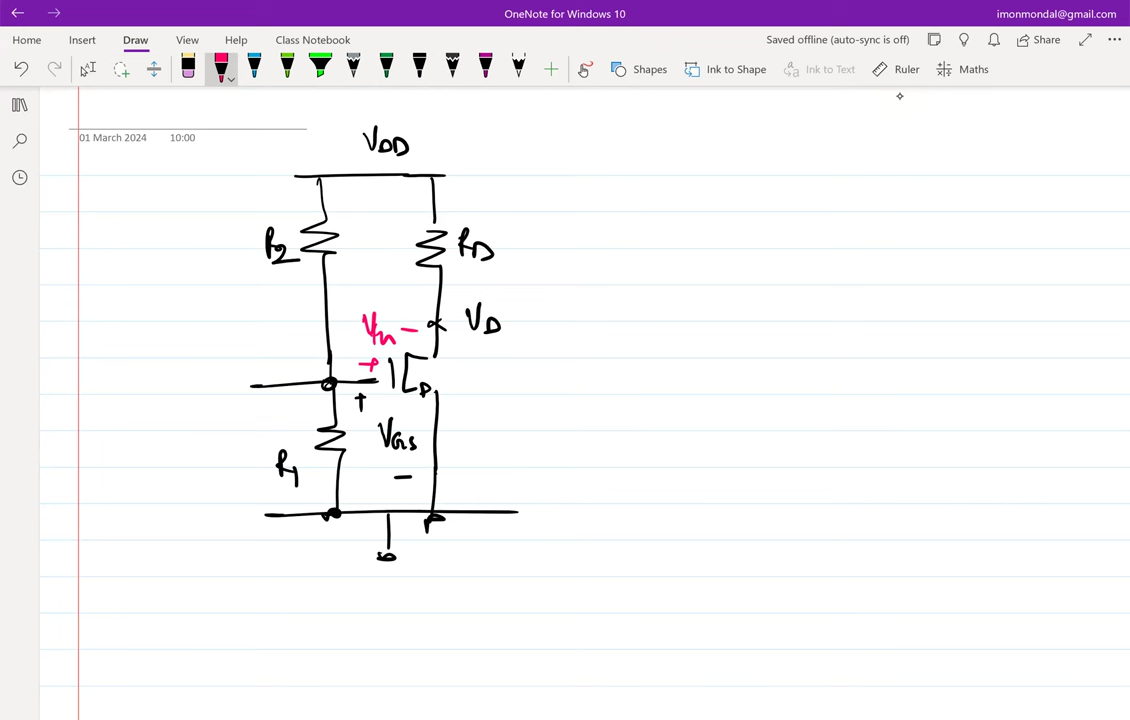 OneNote for Windows 10
imonmondal@gmail.com
Home Insert Draw View Help Class Notebook
Saved offline (auto-sync is off) Share
Shapes Ink to Shape Ink to Text Ruler Maths
01 March 2024 10:00
VDD
R2 RD
VD
+
VGS
R1
-